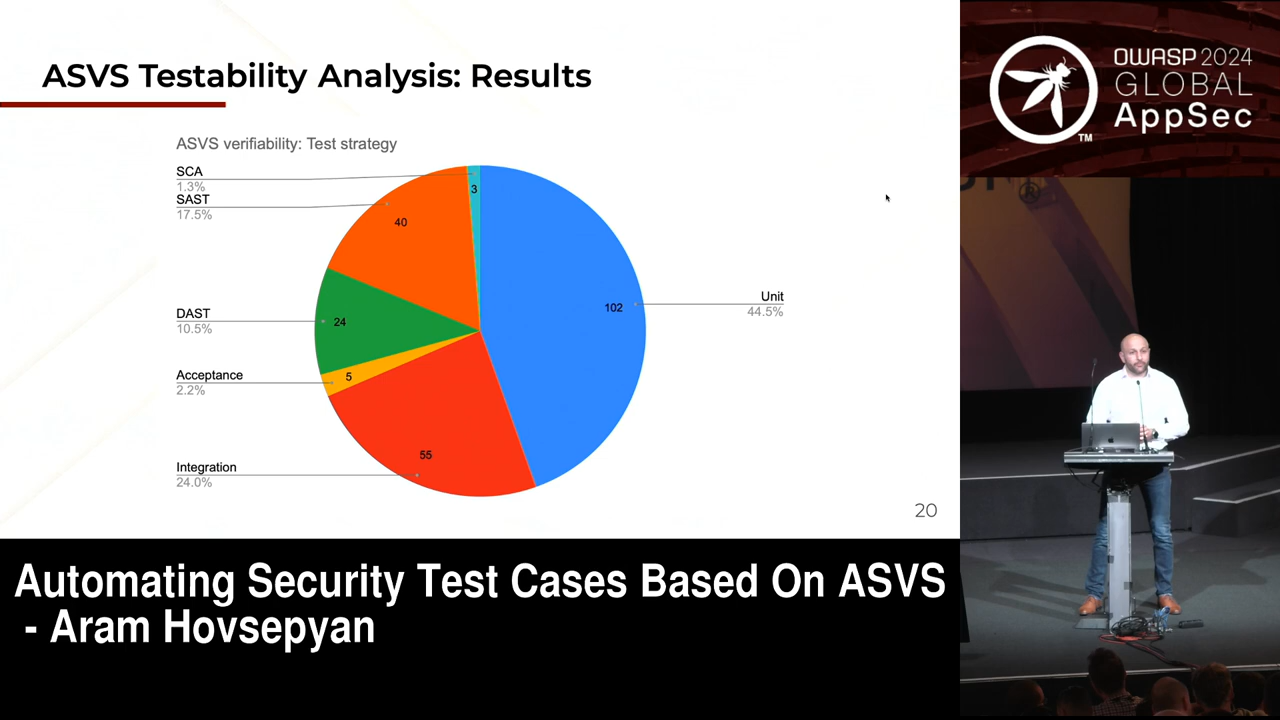 ASVS Testability Analysis: Results
ASVS verifiability: Test strategy
SCA
1.3%
SAST
17.5%
DAST
10.5%
Acceptance
2.2%
Integration
24.0%
3
40
24
5
55
102
Unit
44.5%
20
OWASP 2024
GLOBAL
AppSec
TM
Automating Security Test Cases Based On ASVS
- Aram Hovsepyan